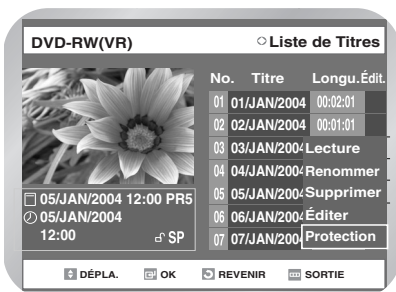 DVD-RW(VR) Liste de Titres
No. Titre Longu. Édit.
01 01/JAN/2004 00:02:01
02 02/JAN/2004 00:01:01
03 03/JAN/2004 Lecture
04 04/JAN/2004 Renommer
05 05/JAN/2004 Supprimer
06 06/JAN/2004 Éditer
07 07/JAN/2004 Protection
05/JAN/2004 12:00 PR5
05/JAN/2004
12:00 SP
DÉPLA. OK REVENIR SORTIE